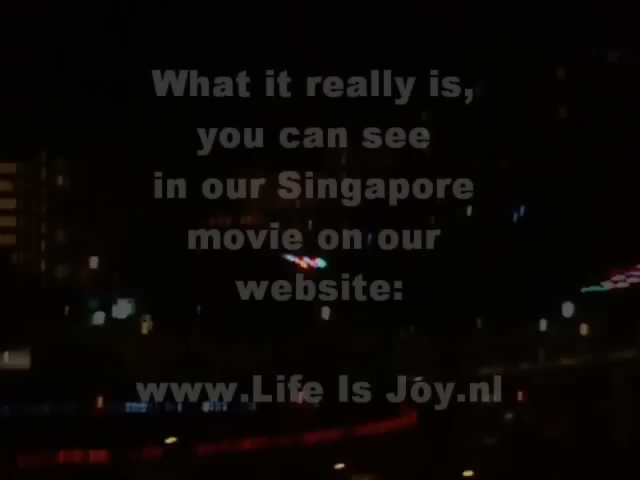 What it really is,
you can see
in our Singapore
movie on our
website:
www.Life Is Joy.nl